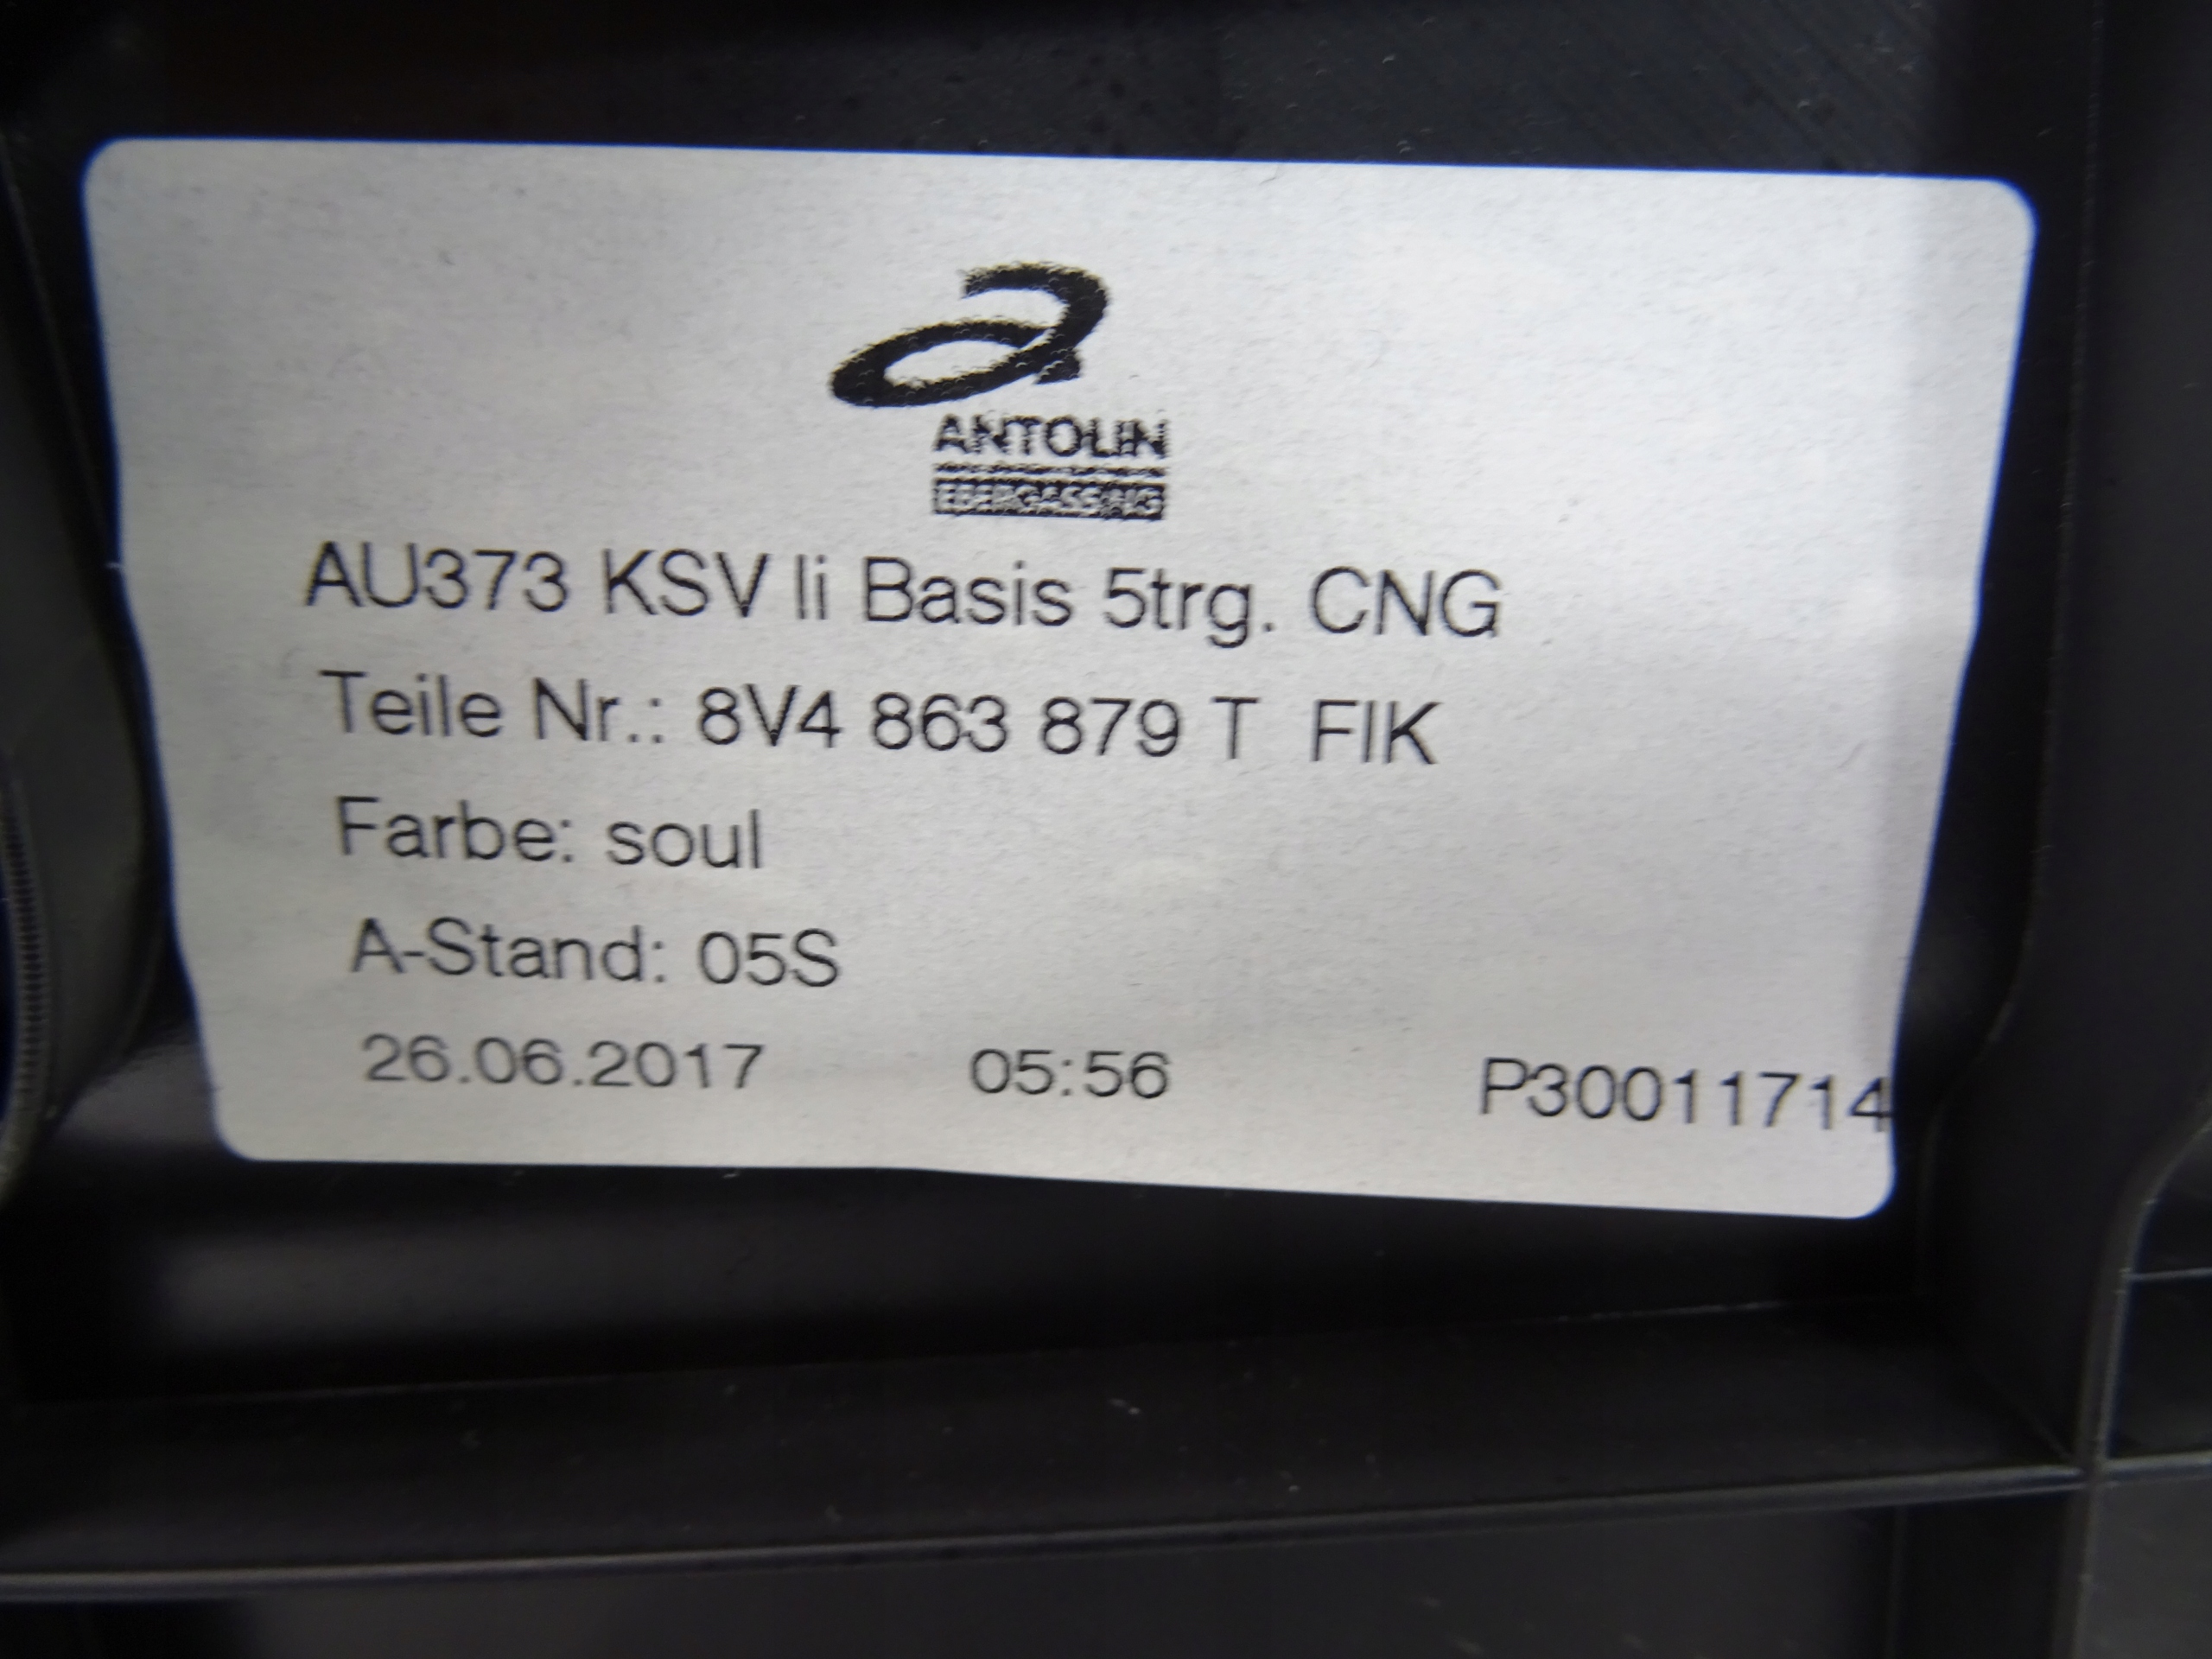 a
ANTOLIN
EBERGASSING
AU373 KSV li Basis 5trg. CNG
Teile Nr.: 8V4 863 879 T FIK
Farbe: soul
A-Stand: 05S
26.06.2017 05:56 P30011714